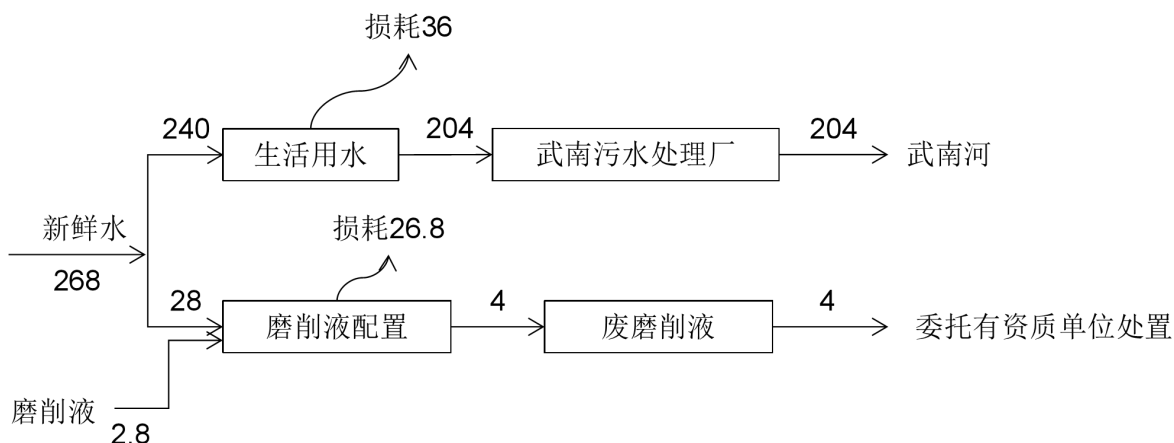 损耗36
240
生活用水
204
武南污水处理厂
204
武南河
新鲜水
268
损耗26.8
28
磨削液配置
4
废磨削液
4
委托有资质单位处置
磨削液
2.8